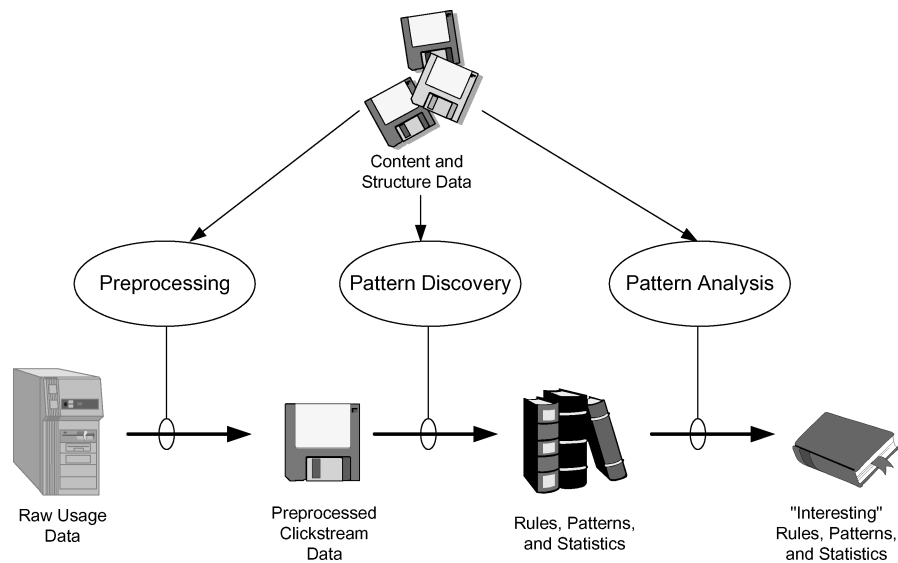 Content and
Structure Data
Preprocessing
Pattern Discovery
Pattern Analysis
Raw Usage
Data
Preprocessed
Clickstream
Data
Rules, Patterns,
and Statistics
"Interesting"
Rules, Patterns,
and Statistics